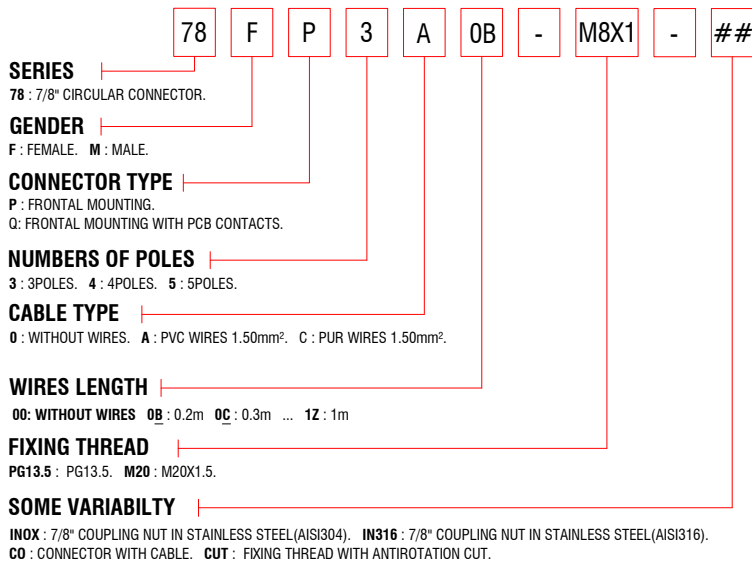 78 F P 3 A 0B - M8X1 - ##
SERIES
78 : 7/8" CIRCULAR CONNECTOR.
GENDER
F : FEMALE. M : MALE.
CONNECTOR TYPE
P : FRONTAL MOUNTING.
Q: FRONTAL MOUNTING WITH PCB CONTACTS.
NUMBERS OF POLES
3 : 3POLES. 4 : 4POLES. 5 : 5POLES.
CABLE TYPE
0 : WITHOUT WIRES. A : PVC WIRES 1.50mm². C : PUR WIRES 1.50mm².
WIRES LENGTH
00: WITHOUT WIRES 0B : 0.2m 0C : 0.3m ... 1Z : 1m
FIXING THREAD
PG13.5 : PG13.5. M20 : M20X1.5.
SOME VARIABILTY
INOX : 7/8" COUPLING NUT IN STAINLESS STEEL(AISI304). IN316 : 7/8" COUPLING NUT IN STAINLESS STEEL(AISI316).
CO : CONNECTOR WITH CABLE. CUT : FIXING THREAD WITH ANTIROTATION CUT.